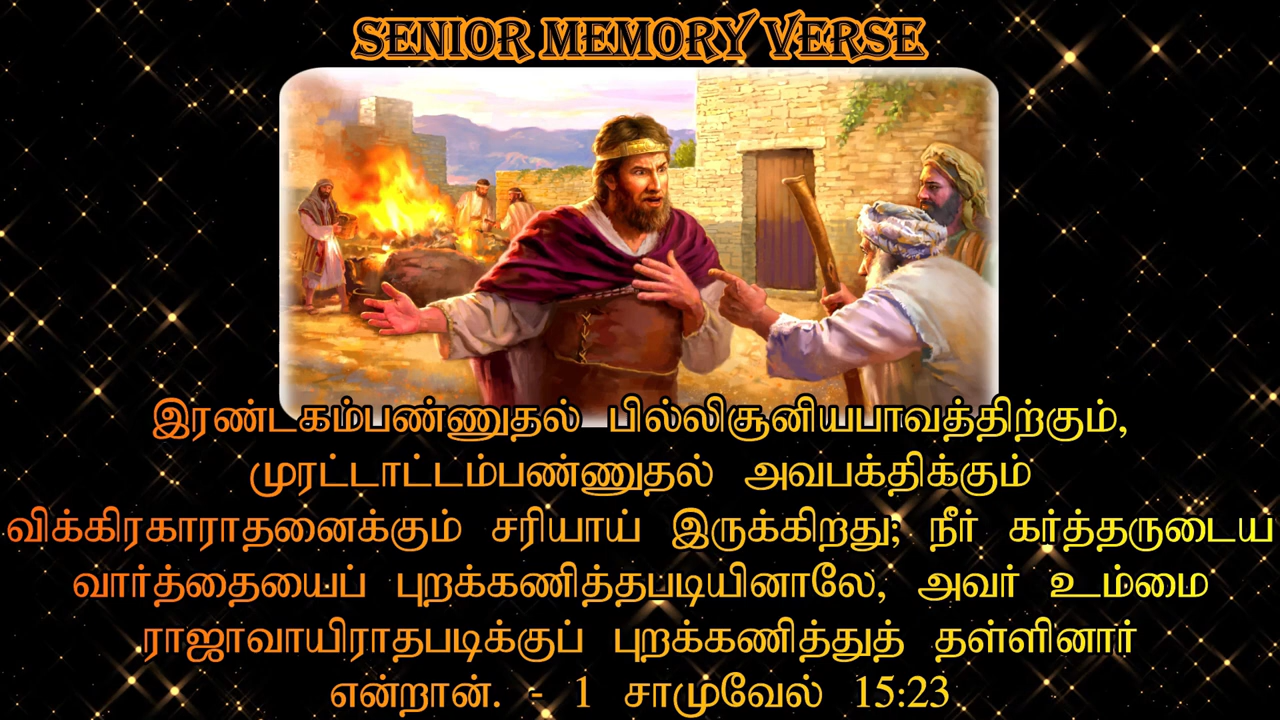 SENIOR MEMORY VERSE
இரண்டகம்பண்ணுதல் பில்லிசூனியபாவத்திற்கும்,
முரட்டாட்டம்பண்ணுதல் அவபக்திக்கும்
விக்கிரகாராதனைக்கும் சரியாய் இருக்கிறது; நீர் கர்த்தருடைய
வார்த்தையைப் புறக்கணித்தபடியினாலே, அவர் உம்மை
ராஜாவாயிராதபடிக்குப் புறக்கணித்துத் தள்ளினார்
என்றான். - 1 சாமுவேல் 15:23